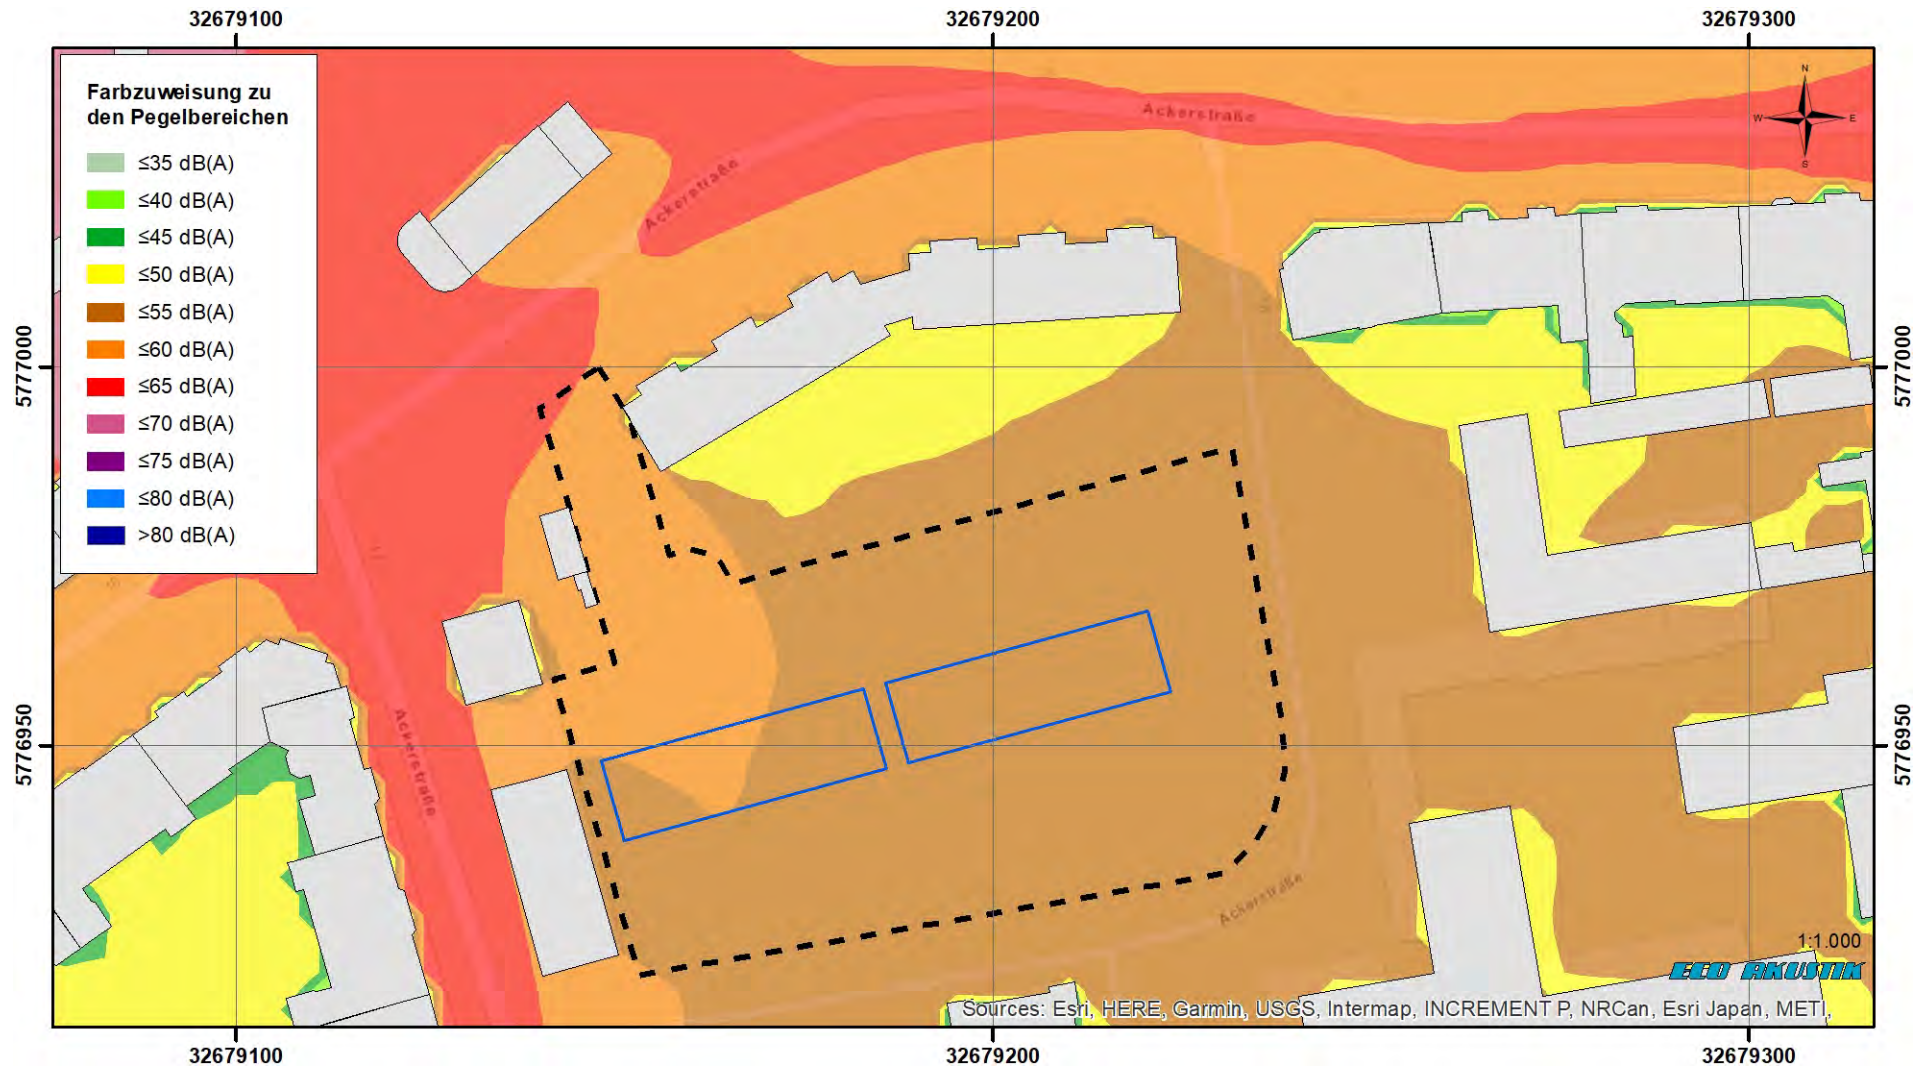 32679100
32679200
32679300
Farbzuweisung zu
den Pegelbereichen
≤35 dB(A)
≤40 dB(A)
≤45 dB(A)
≤50 dB(A)
≤55 dB(A)
≤60 dB(A)
≤65 dB(A)
≤70 dB(A)
≤75 dB(A)
≤80 dB(A)
>80 dB(A)
N
W
E
S
Ackerstraße
Ackerstraße
5777000
5777000
Ackerstraße
5776950
5776950
Ackerstraße
1:1.000
ECO AKUSTIK
Sources: Esri, HERE, Garmin, USGS, Intermap, INCREMENT P, NRCan, Esri Japan, METI,
32679100
32679200
32679300